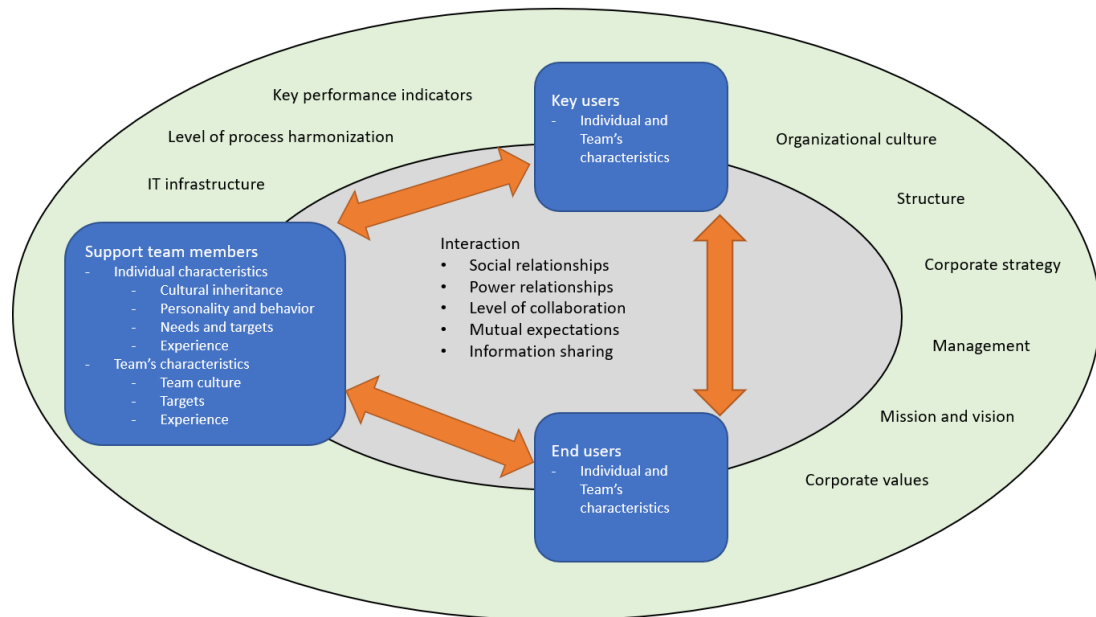 Key performance indicators
Level of process harmonization
IT infrastructure
Key users
- Individual and
Team's
characteristics
Organizational culture
Structure
Corporate strategy
Management
Mission and vision
Corporate values
Support team members
- Individual characteristics
- Cultural inheritance
- Personality and behavior
- Needs and targets
- Experience
- Team's characteristics
- Team culture
- Targets
- Experience
Interaction
• Social relationships
• Power relationships
• Level of collaboration
• Mutual expectations
• Information sharing
End users
- Individual and
Team's
characteristics